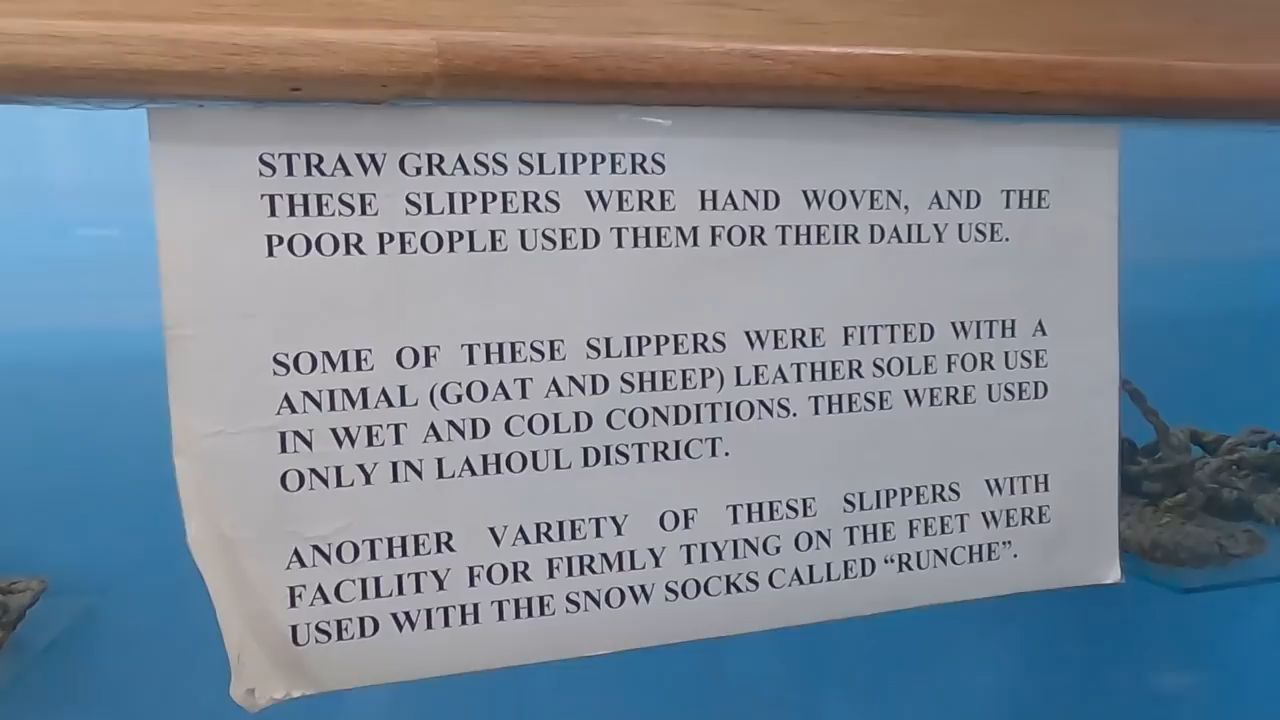 STRAW GRASS SLIPPERS
THESE SLIPPERS WERE HAND WOVEN, AND THE
POOR PEOPLE USED THEM FOR THEIR DAILY USE.
SOME OF THESE SLIPPERS WERE FITTED WITH A
ANIMAL (GOAT AND SHEEP) LEATHER SOLE FOR USE
IN WET AND COLD CONDITIONS. THESE WERE USED
ONLY IN LAHOUL DISTRICT.
ANOTHER VARIETY OF THESE SLIPPERS WITH
FACILITY FOR FIRMLY TIYING ON THE FEET WERE
USED WITH THE SNOW SOCKS CALLED “RUNCHE”.